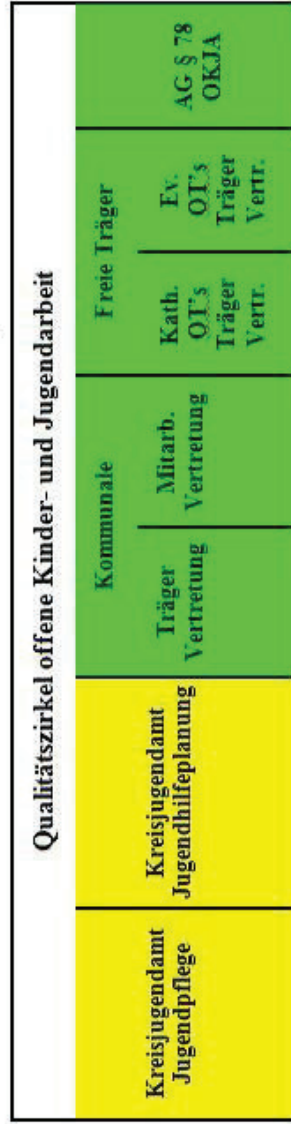 Qualitätszirkel offene Kinder- und Jugendarbeit
Kreisjugendamt
Jugendpflege
Kreisjugendamt
Jugendhilfeplanung
Kommunale
Träger
Vertretung
Mitarb.
Vertretung
Freie Träger
Kath.
OT's
Träger
Vertr.
Ev.
OT's
Träger
Vertr.
AG § 78
OKJA